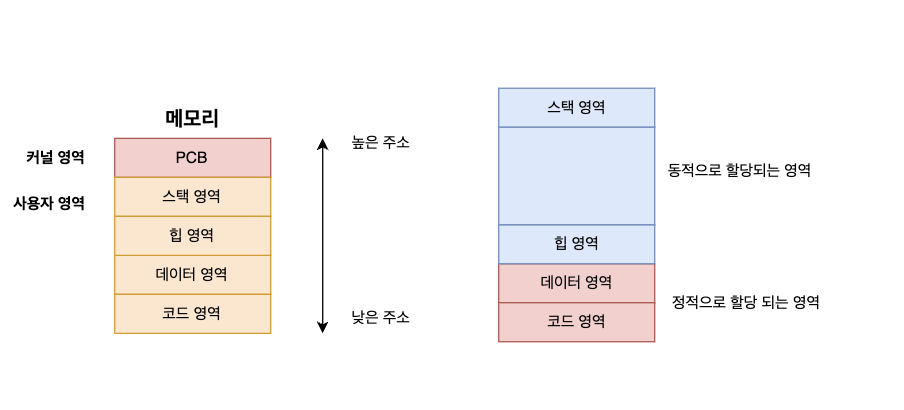 메모리
커널 영역
PCB
사용자 영역
스택 영역
힙 영역
데이터 영역
코드 영역
높은 주소
낮은 주소
스택 영역
동적으로 할당되는 영역
힙 영역
데이터 영역
정적으로 할당 되는 영역
코드 영역